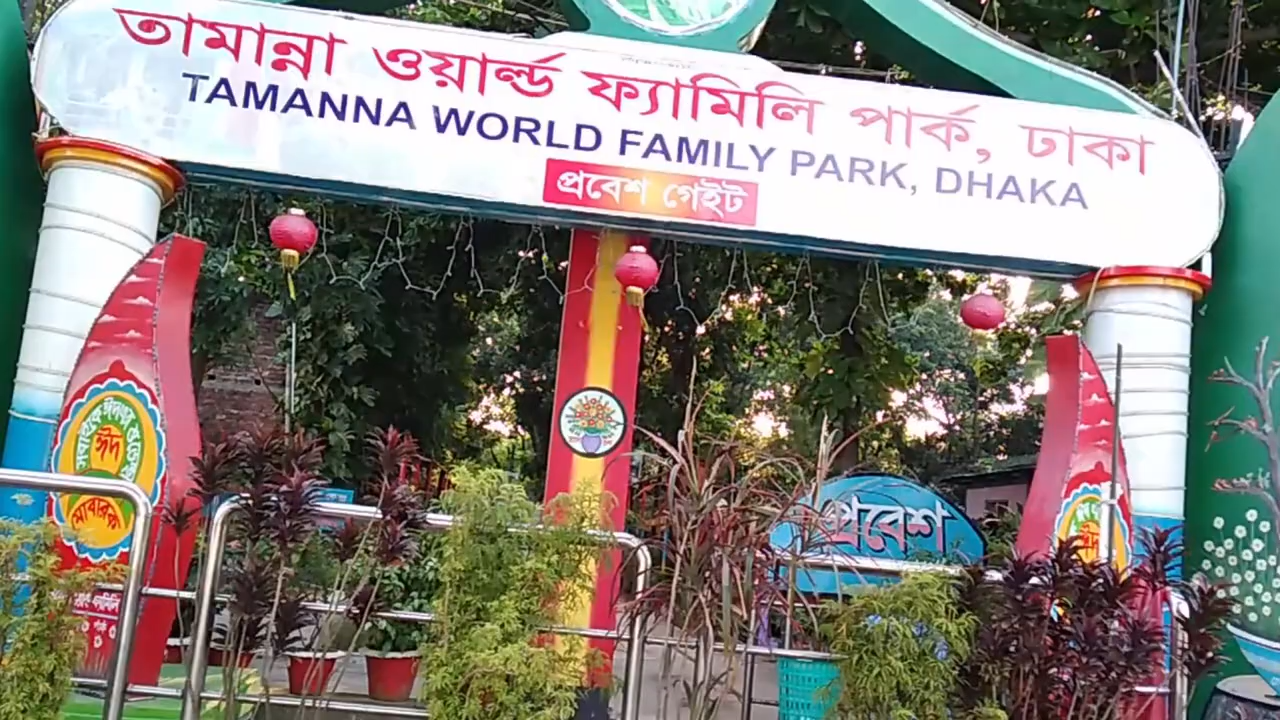 তামান্না ওয়ার্ল্ড ফ্যামিলি পার্ক, ঢাকা
TAMANNA WORLD FAMILY PARK, DHAKA
প্রবেশ গেইট
প্রবেশ
ঈদ
মোবারক